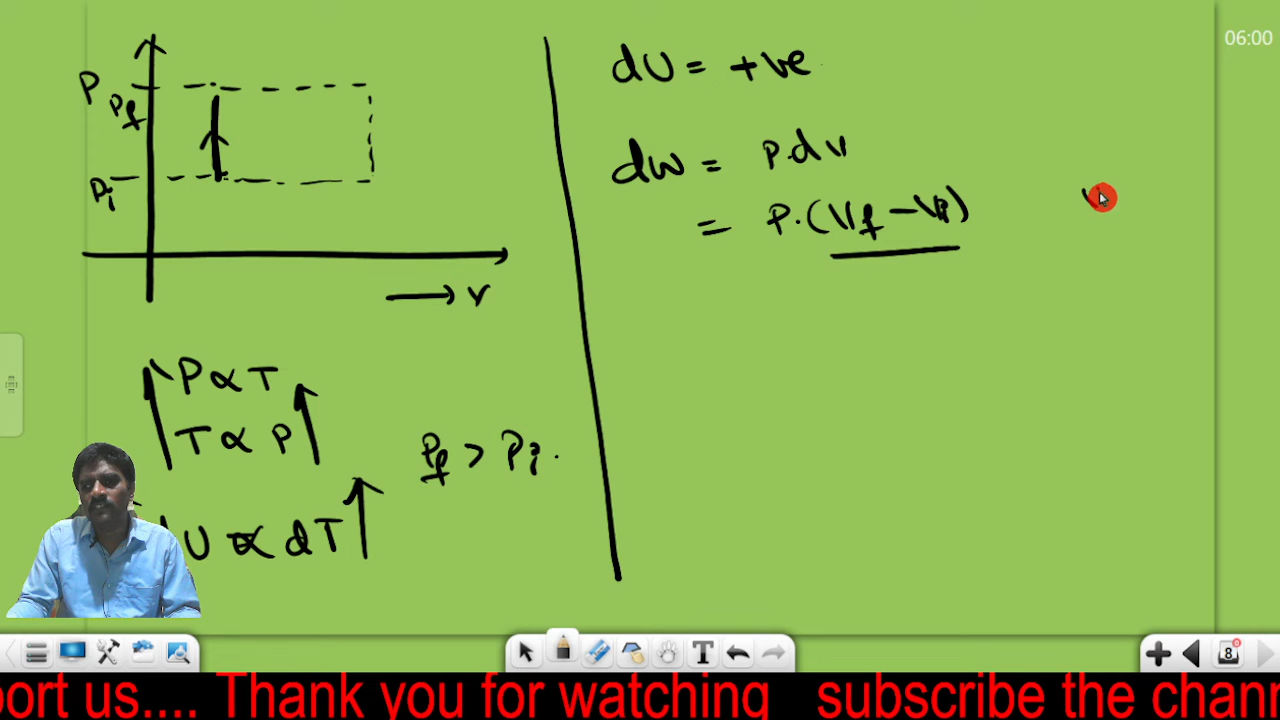 06:00
P
Pf
Pi
V
dU = +ve
dw = P.dv
= P.(Vf - Vi)
P ∝ T
T ∝ P
Pf > Pi.
U ∝ dT
8
port us.... Thank you for watching subscribe the chann